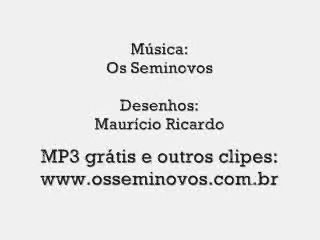 Música:
Os Seminovos
Desenhos:
Maurício Ricardo
MP3 grátis e outros clipes:
www.osseminovos.com.br